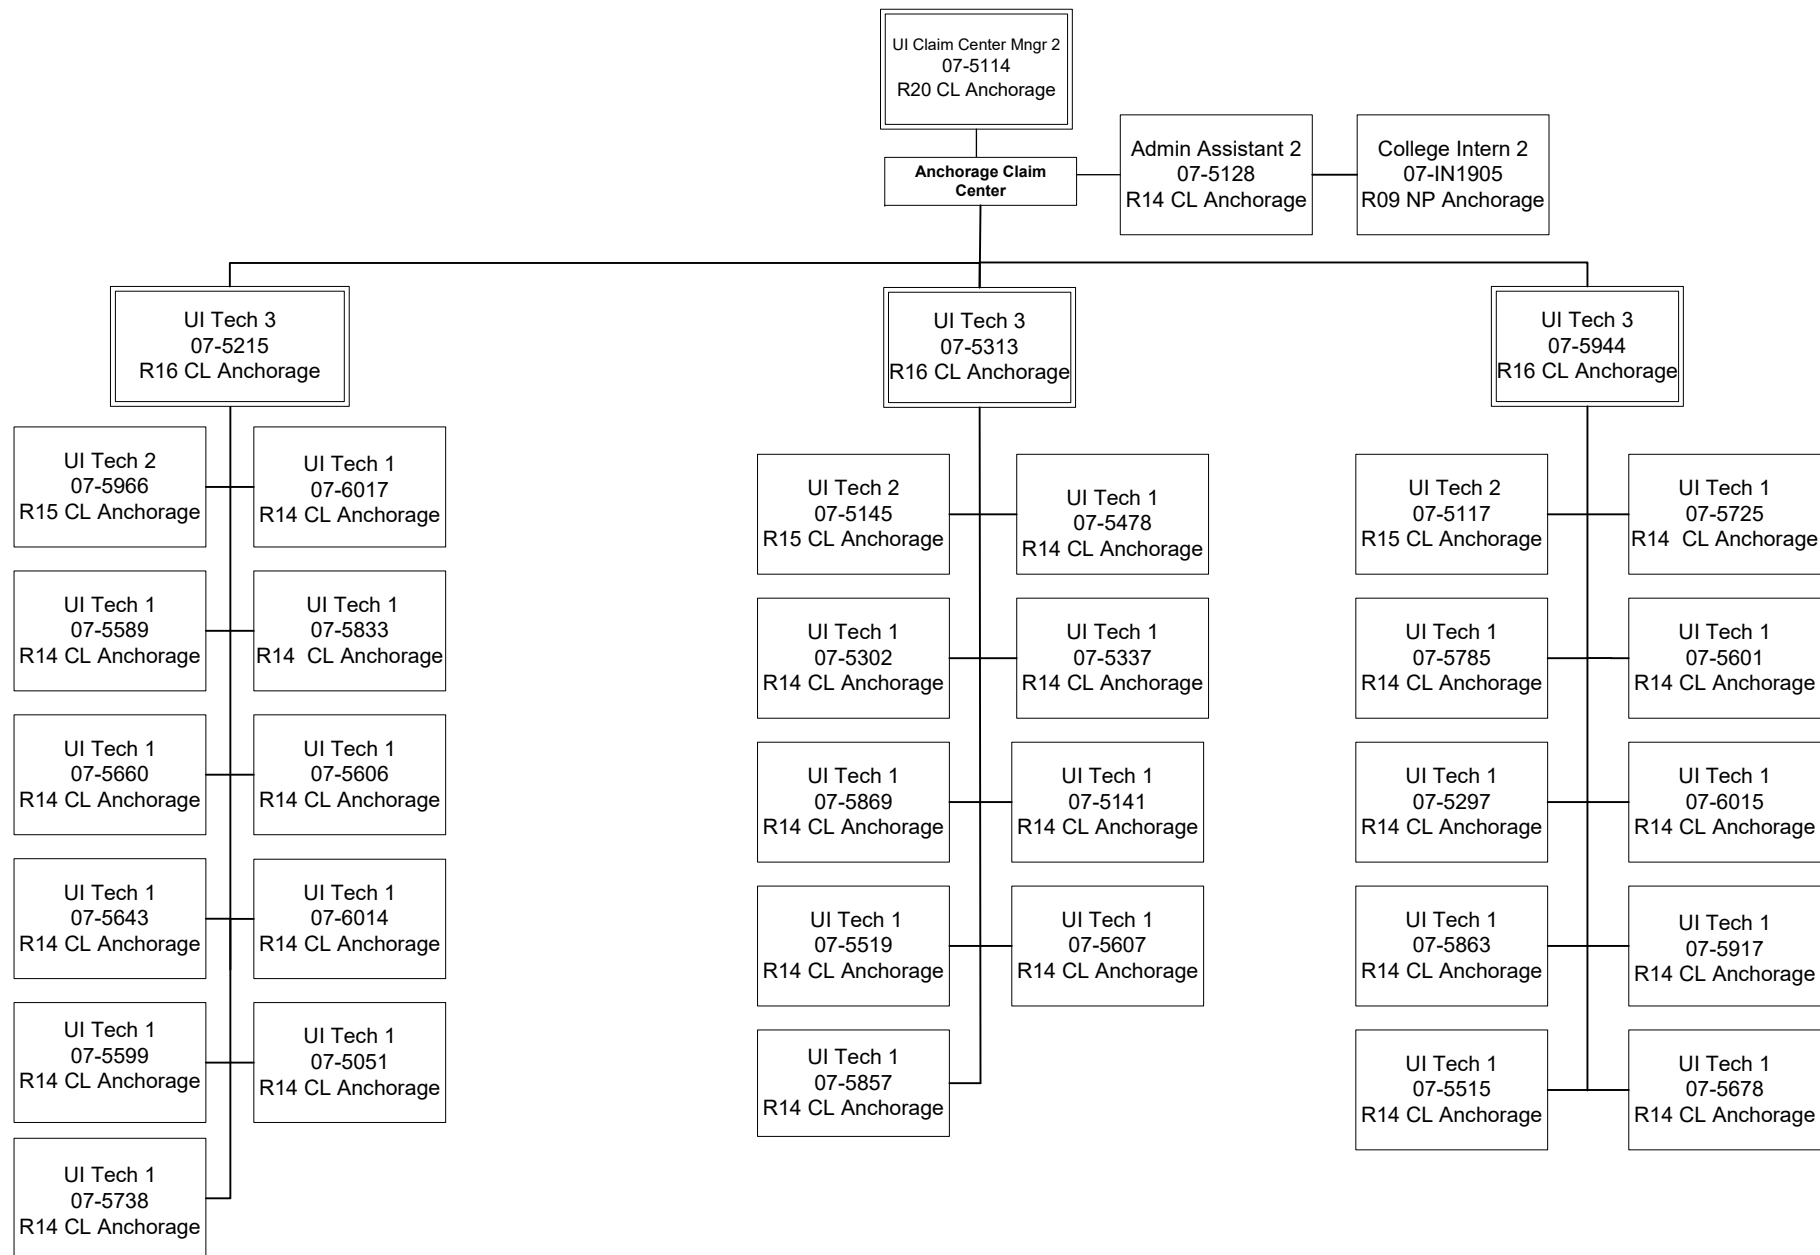 UI Claim Center Mngr 2
07-5114
R20 CL Anchorage
Anchorage Claim
Center
Admin Assistant 2
07-5128
R14 CL Anchorage
College Intern 2
07-IN1905
R09 NP Anchorage
UI Tech 3
07-5215
R16 CL Anchorage
UI Tech 3
07-5313
R16 CL Anchorage
UI Tech 3
07-5944
R16 CL Anchorage
UI Tech 2
07-5966
R15 CL Anchorage
UI Tech 1
07-6017
R14 CL Anchorage
UI Tech 1
07-5589
R14 CL Anchorage
UI Tech 1
07-5833
R14  CL Anchorage
UI Tech 1
07-5660
R14 CL Anchorage
UI Tech 1
07-5606
R14 CL Anchorage
UI Tech 1
07-5643
R14 CL Anchorage
UI Tech 1
07-6014
R14 CL Anchorage
UI Tech 1
07-5599
R14 CL Anchorage
UI Tech 1
07-5051
R14 CL Anchorage
UI Tech 1
07-5738
R14 CL Anchorage
UI Tech 2
07-5145
R15 CL Anchorage
UI Tech 1
07-5478
R14 CL Anchorage
UI Tech 1
07-5302
R14 CL Anchorage
UI Tech 1
07-5337
R14 CL Anchorage
UI Tech 1
07-5869
R14 CL Anchorage
UI Tech 1
07-5141
R14 CL Anchorage
UI Tech 1
07-5519
R14 CL Anchorage
UI Tech 1
07-5607
R14 CL Anchorage
UI Tech 1
07-5857
R14 CL Anchorage
UI Tech 2
07-5117
R15 CL Anchorage
UI Tech 1
07-5725
R14  CL Anchorage
UI Tech 1
07-5785
R14 CL Anchorage
UI Tech 1
07-5601
R14 CL Anchorage
UI Tech 1
07-5297
R14 CL Anchorage
UI Tech 1
07-6015
R14 CL Anchorage
UI Tech 1
07-5863
R14 CL Anchorage
UI Tech 1
07-5917
R14 CL Anchorage
UI Tech 1
07-5515
R14 CL Anchorage
UI Tech 1
07-5678
R14 CL Anchorage